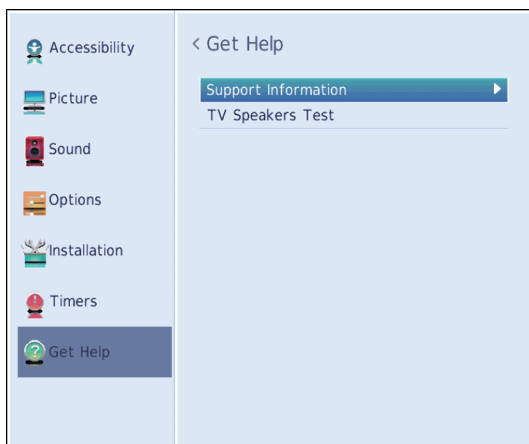 Accessibility
Picture
Sound
Options
Installation
Timers
Get Help
< Get Help
Support Information
TV Speakers Test